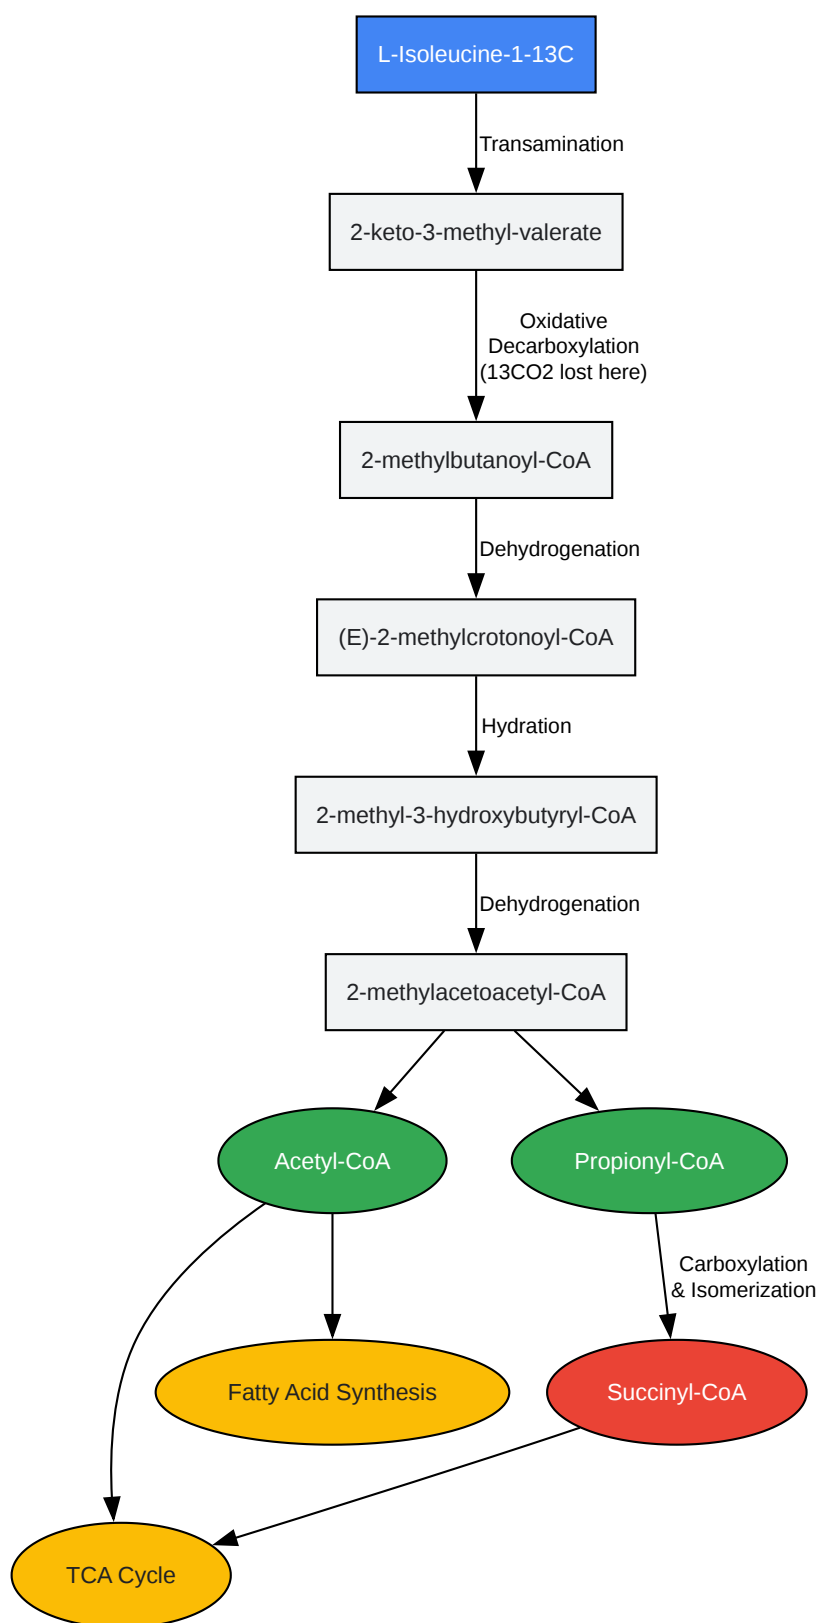 L-Isoleucine-1-13C
Transamination
2-keto-3-methyl-valerate
Oxidative
Decarboxylation
(13CO2 lost here)
2-methylbutanoyl-CoA
Dehydrogenation
(E)-2-methylcrotonoyl-CoA
Hydration
2-methyl-3-hydroxybutyryl-CoA
Dehydrogenation
2-methylacetoacetyl-CoA
Acetyl-CoA
Propionyl-CoA
Carboxylation
& Isomerization
Fatty Acid Synthesis
Succinyl-CoA
TCA Cycle